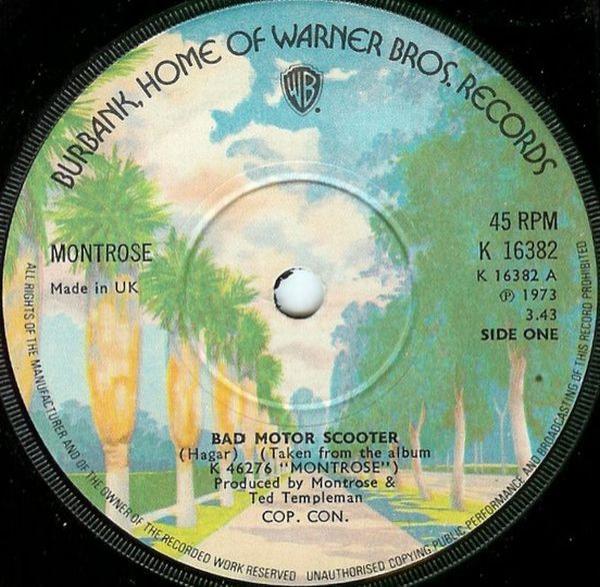 BURBANK, HOME OF WARNER BROS. RECORDS
WB
MONTROSE
Made in UK
45 RPM
K 16382
K 16382 A
Ⓟ 1973
3.43
SIDE ONE
BAD MOTOR SCOOTER
(Hagar) (Taken from the album
K 46276 "MONTROSE")
Produced by Montrose &
Ted Templeman
COP. CON.
ALL RIGHTS OF THE MANUFACTURER AND OF THE OWNER OF THE RECORDED WORK RESERVED UNAUTHORISED COPYING PUBLIC PERFORMANCE AND BROADCASTING OF THIS RECORD PROHIBITED